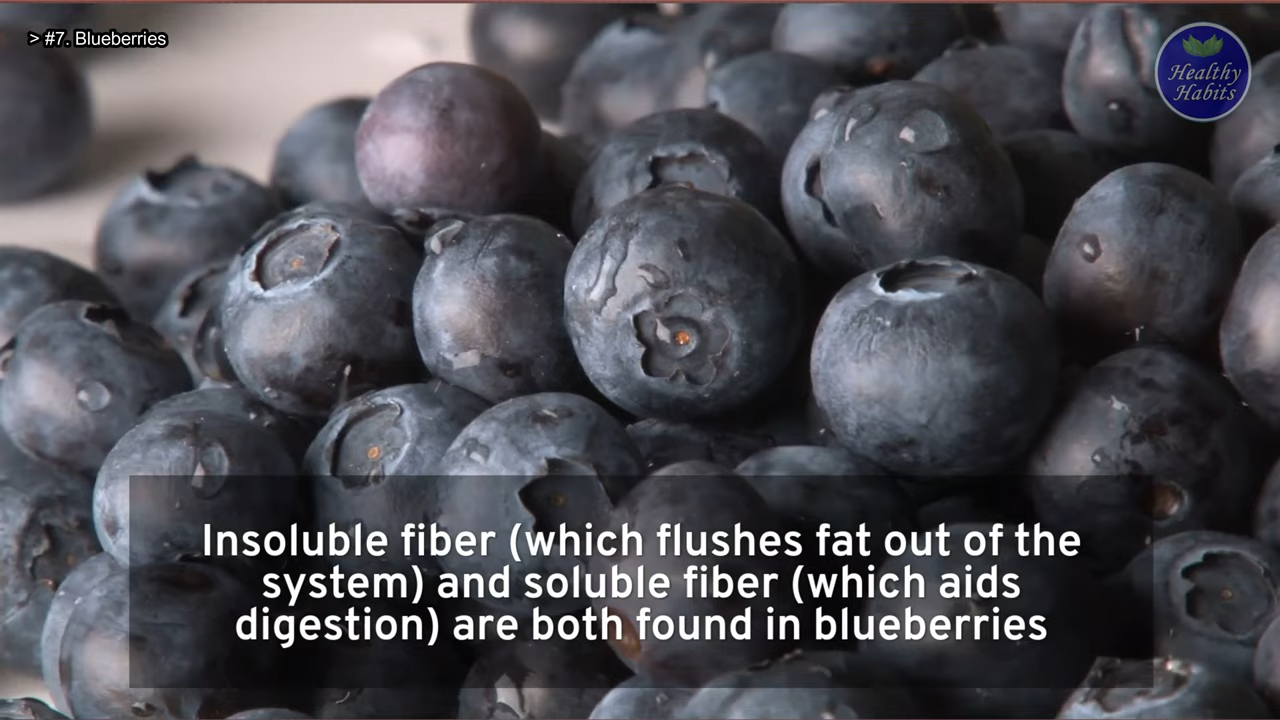 > #7. Blueberries
Healthy
Habits
Insoluble fiber (which flushes fat out of the
system) and soluble fiber (which aids
digestion) are both found in blueberries